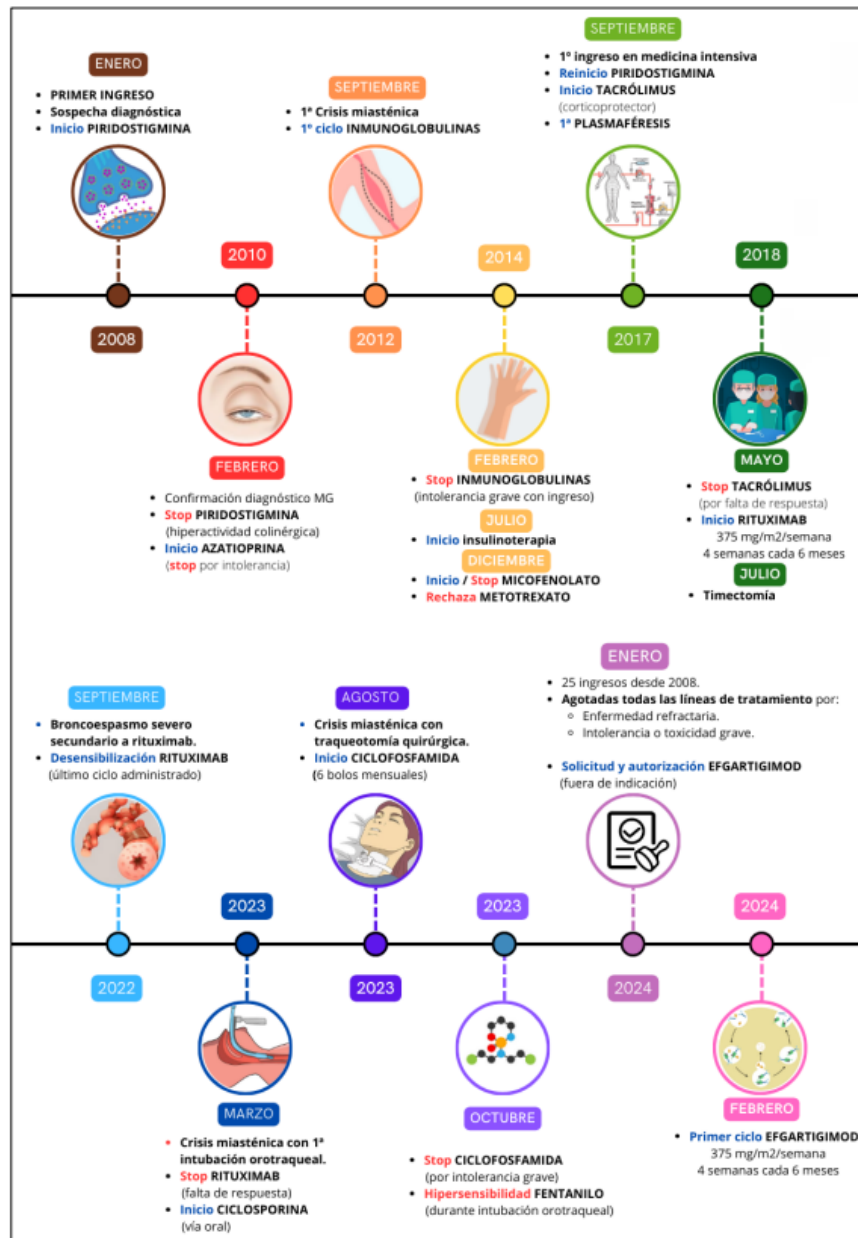 ENERO
• PRIMER INGRESO
• Sospecha diagnóstica
• Inicio PIRIDOSTIGMINA
2008
2010
FEBRERO
• Confirmación diagnóstico MG
• Stop PIRIDOSTIGMINA
(hiperactividad colinérgica)
• Inicio AZATIOPRINA
(stop por intolerancia)
SEPTIEMBRE
• 1ª Crisis miasténica
• 1º ciclo INMUNOGLOBULINAS
2012
2014
FEBRERO
• Stop INMUNOGLOBULINAS
(intolerancia grave con ingreso)
JULIO
• Inicio insulinoterapia
DICIEMBRE
• Inicio / Stop MICOFENOLATO
• Rechaza METOTREXATO
SEPTIEMBRE
• 1º ingreso en medicina intensiva
• Reinicio PIRIDOSTIGMINA
• Inicio TACRÓLIMUS
(corticoprotector)
• 1ª PLASMAFÉRESIS
2017
2018
MAYO
• Stop TACRÓLIMUS
(por falta de respuesta)
• Inicio RITUXIMAB
375 mg/m2/semana
4 semanas cada 6 meses
JULIO
• Timectomía
SEPTIEMBRE
• Broncoespasmo severo
secundario a rituximab.
• Desensibilización RITUXIMAB
(último ciclo administrado)
2022
2023
MARZO
• Crisis miasténica con 1ª
intubación orotraqueal.
• Stop RITUXIMAB
(falta de respuesta)
• Inicio CICLOSPORINA
(vía oral)
AGOSTO
• Crisis miasténica con
traqueotomía quirúrgica.
• Inicio CICLOFOSFAMIDA
(6 bolos mensuales)
2023
2023
OCTUBRE
• Stop CICLOFOSFAMIDA
(por intolerancia grave)
• Hipersensibilidad FENTANILO
(durante intubación orotraqueal)
ENERO
• 25 ingresos desde 2008.
• Agotadas todas las líneas de tratamiento por:
○ Enfermedad refractaria.
○ Intolerancia o toxicidad grave.
• Solicitud y autorización EFGARTIGIMOD
(fuera de indicación)
2024
2024
FEBRERO
• Primer ciclo EFGARTIGIMOD
375 mg/m2/semana
4 semanas cada 6 meses